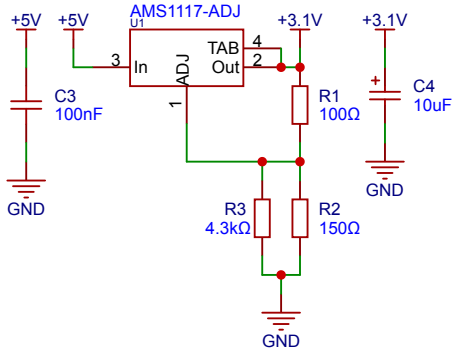 AMS1117-ADJ
U1
+5V
+5V
+3.1V
+3.1V
TAB
4
3
In
Out
2
ADJ
1
C3
100nF
R1
100Ω
C4
10uF
+
GND
GND
R3
4.3kΩ
R2
150Ω
GND